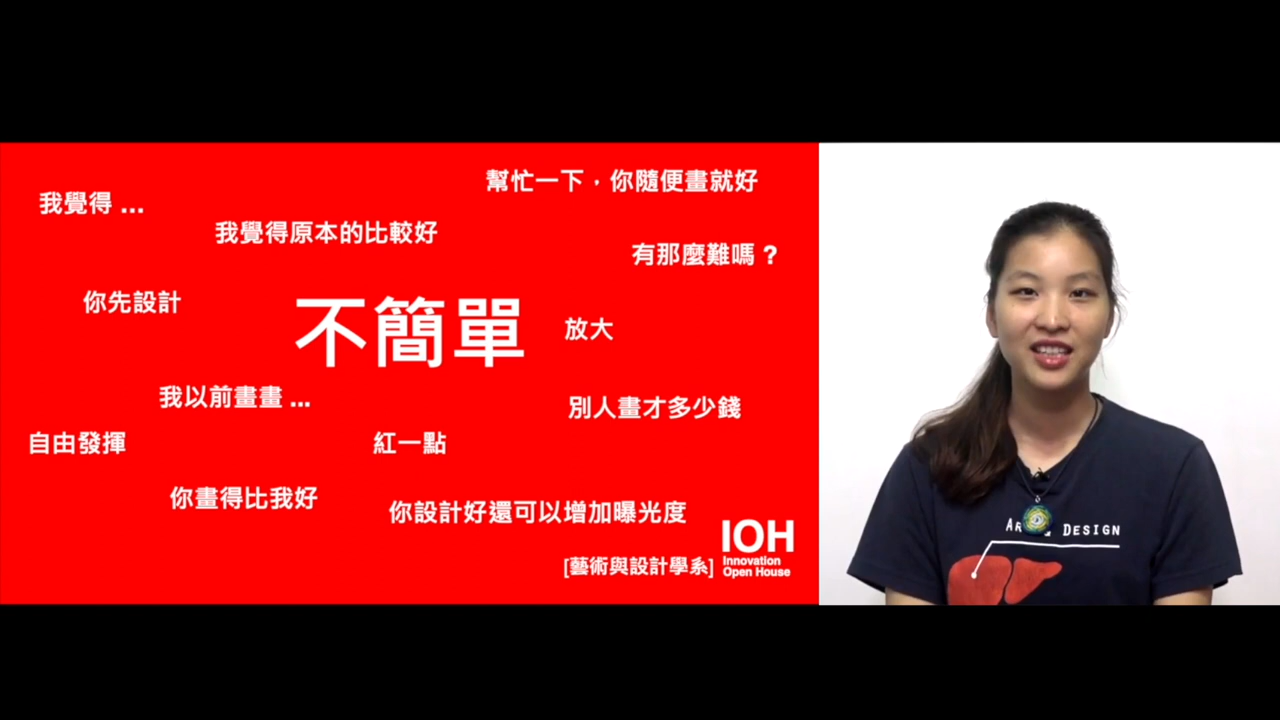 幫忙一下，你隨便畫就好
我覺得 ...
我覺得原本的比較好
有那麼難嗎？
你先設計
不簡單
放大
我以前畫畫 ...
別人畫才多少錢
自由發揮
紅一點
你畫得比我好
你設計好還可以增加曝光度
IOH
Innovation
Open House
[藝術與設計學系]
DESIGN